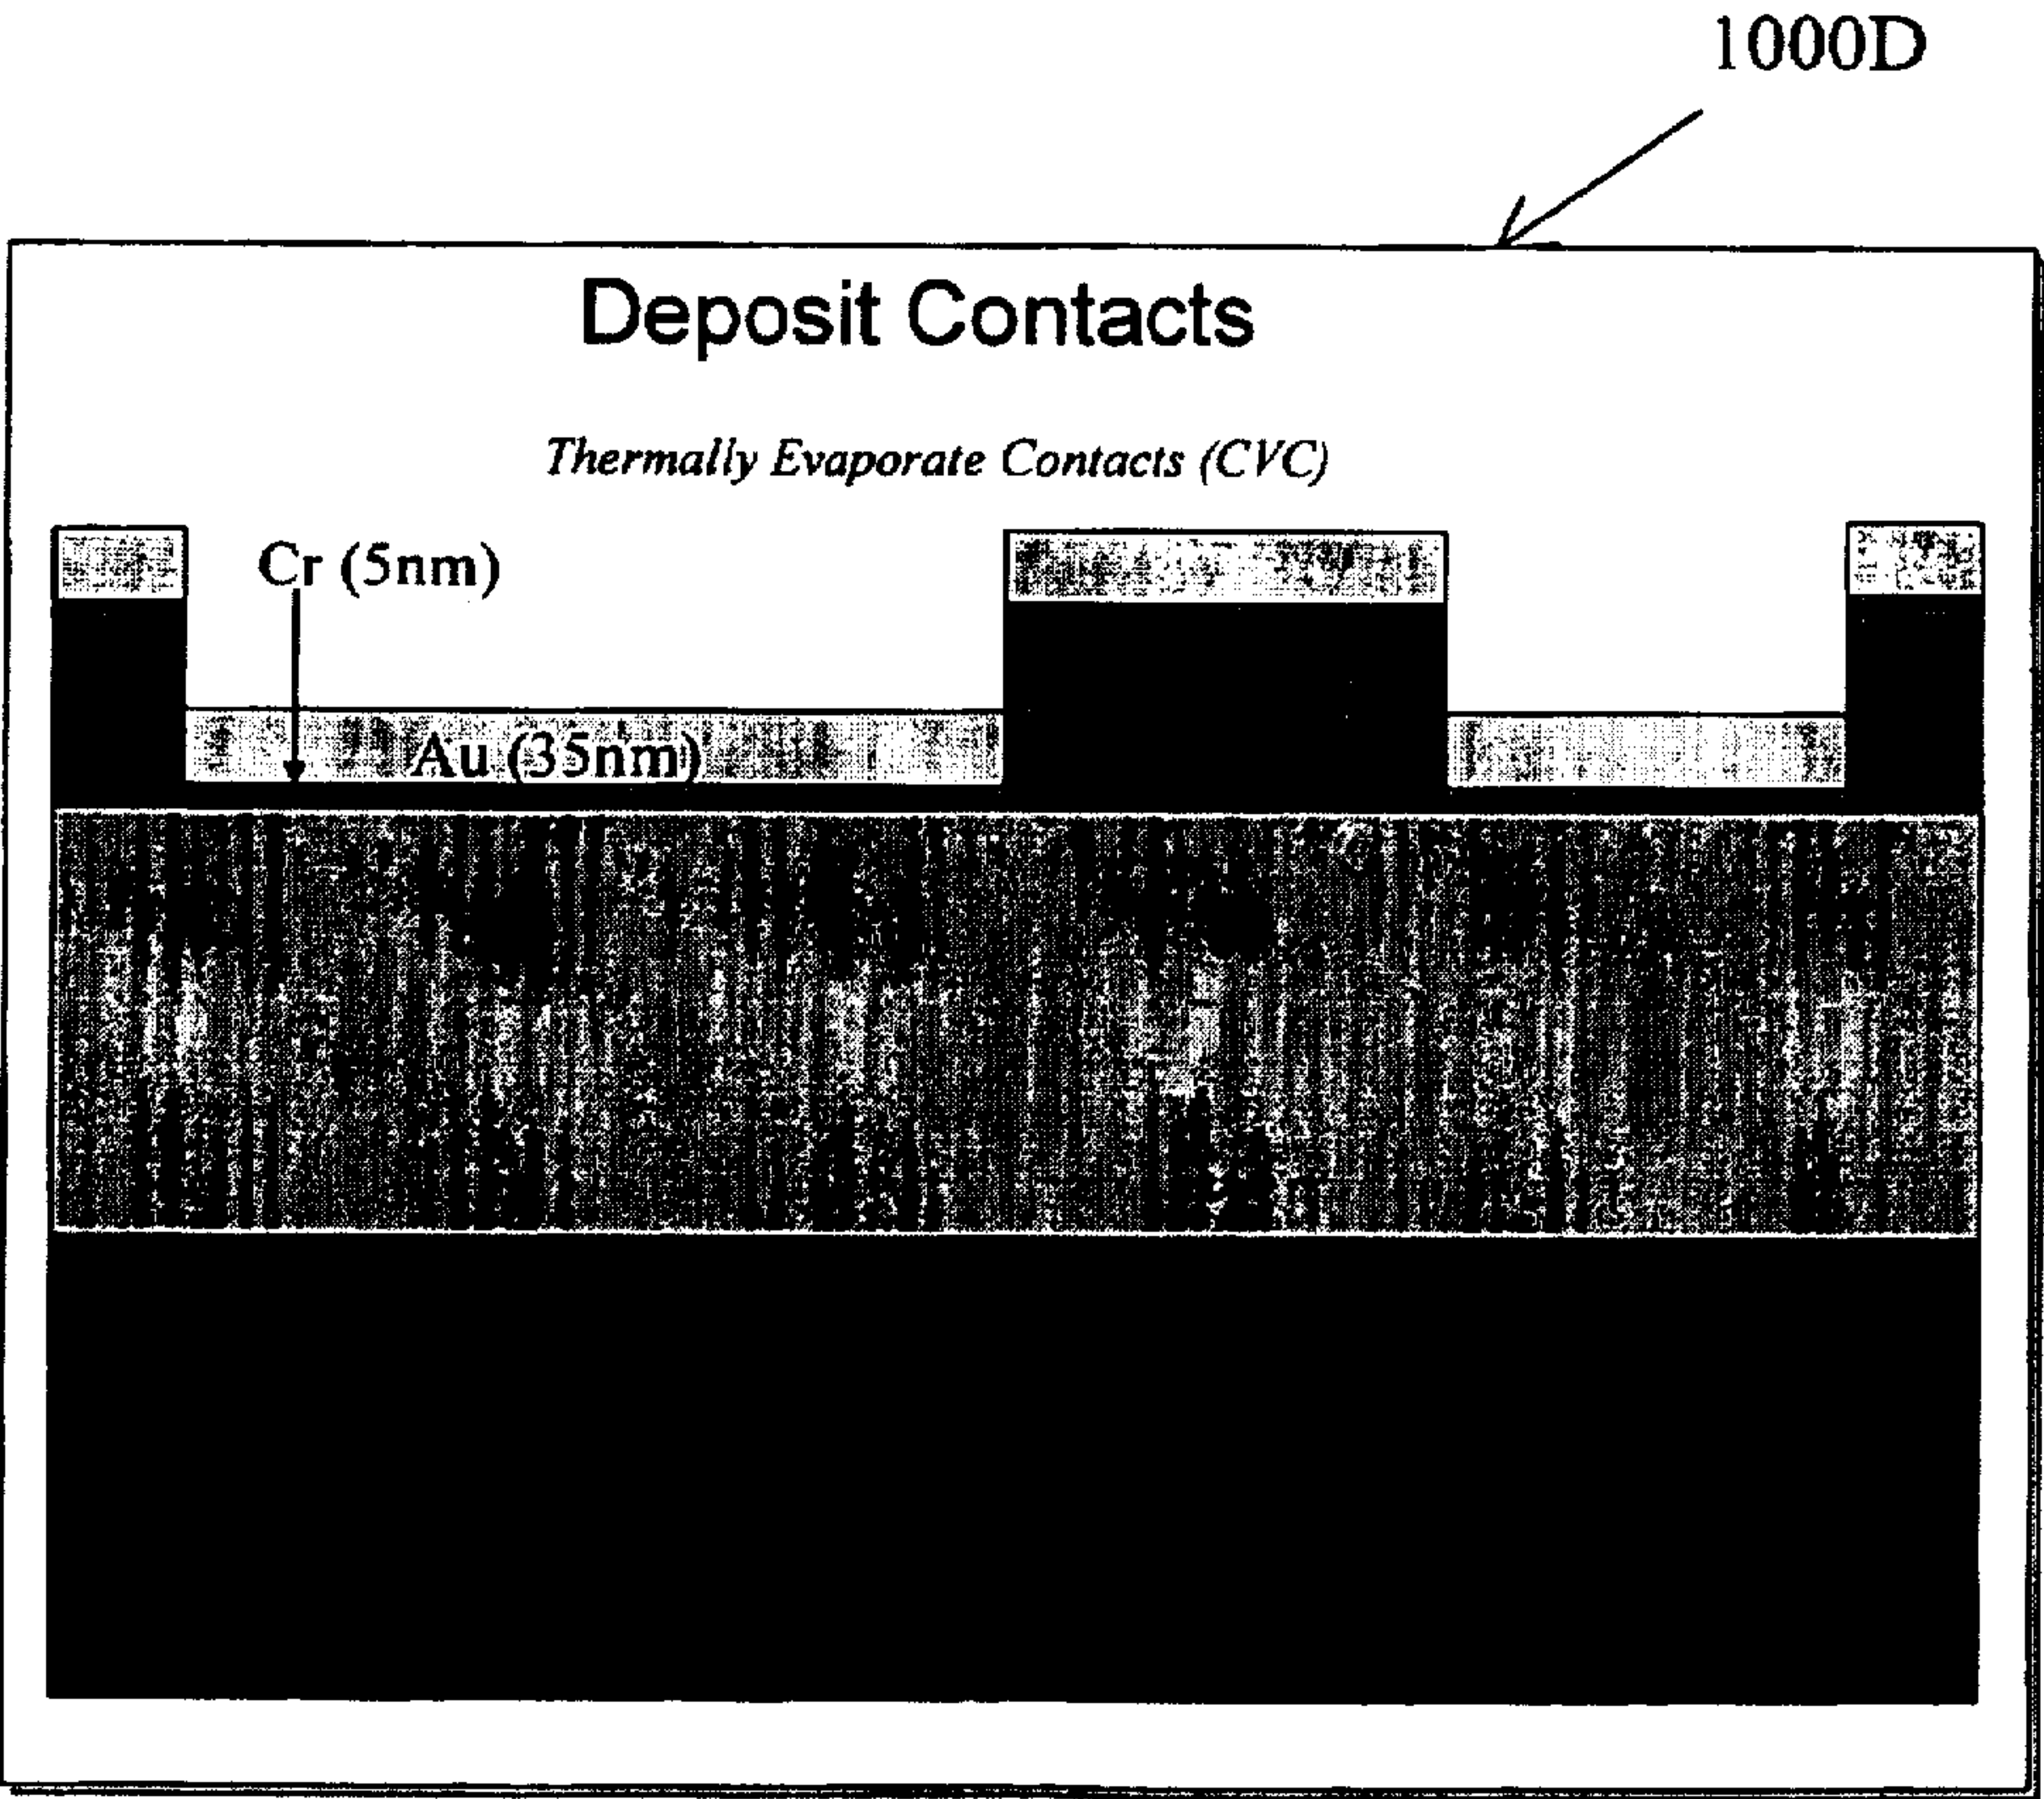 1000D
Deposit Contacts
Thermally Evaporate Contacts (CVC)
Cr (5nm)
Au (35nm)